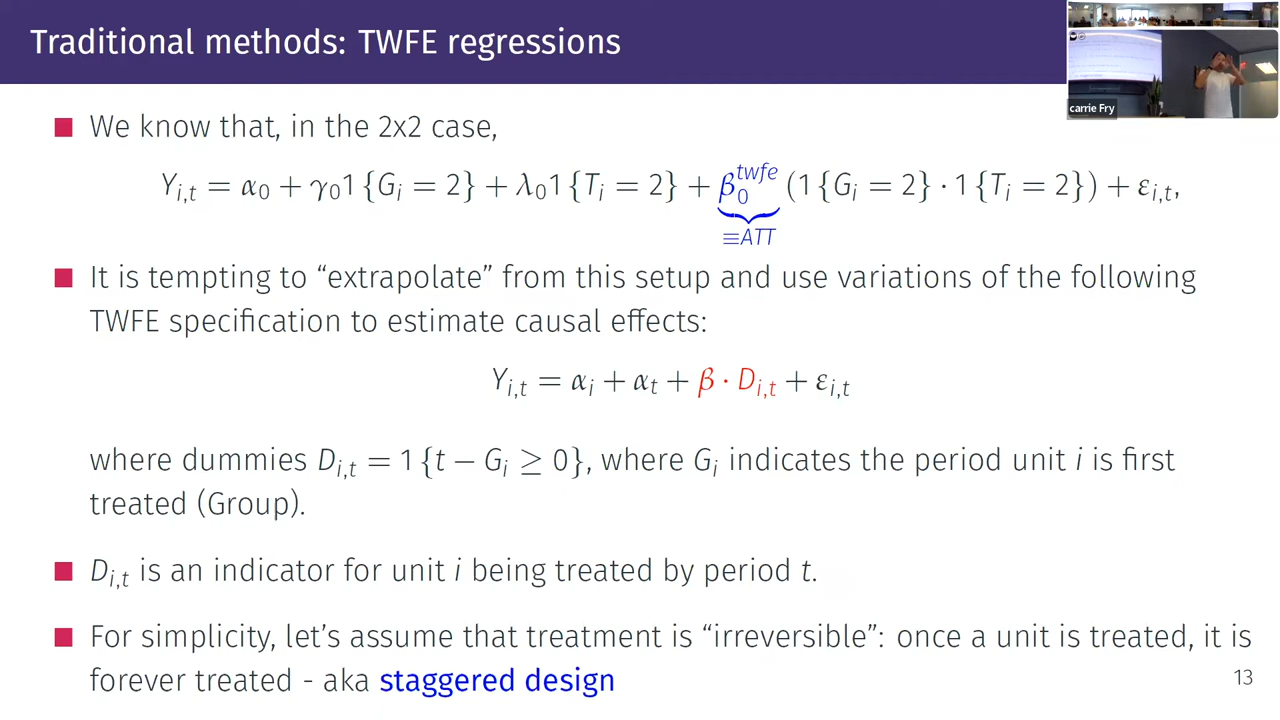 Traditional methods: TWFE regressions
carrie Fry
We know that, in the 2x2 case,
Y_{i,t} = α_0 + γ_0 1{G_i = 2} + λ_0 1{T_i = 2} + β_0^{twfe} (1{G_i = 2} · 1{T_i = 2}) + ε_{i,t},
≡ATT
It is tempting to “extrapolate” from this setup and use variations of the following
TWFE specification to estimate causal effects:
Y_{i,t} = α_i + α_t + β · D_{i,t} + ε_{i,t}
where dummies D_{i,t} = 1{t − G_i ≥ 0}, where G_i indicates the period unit i is first
treated (Group).
D_{i,t} is an indicator for unit i being treated by period t.
For simplicity, let’s assume that treatment is “irreversible”: once a unit is treated, it is
forever treated - aka staggered design
13